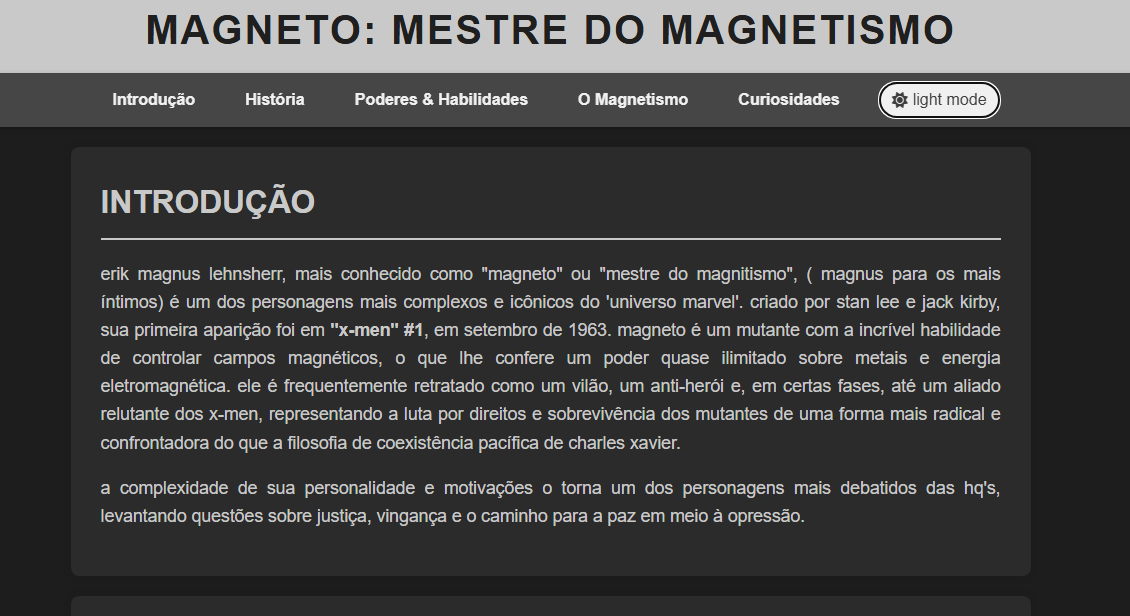 MAGNETO: MESTRE DO MAGNETISMO
Introdução História Poderes & Habilidades O Magnetismo Curiosidades light mode
INTRODUÇÃO
erik magnus lehnsherr, mais conhecido como "magneto" ou "mestre do magnitismo", ( magnus para os mais
íntimos) é um dos personagens mais complexos e icônicos do 'universo marvel'. criado por stan lee e jack kirby,
sua primeira aparição foi em "x-men" #1, em setembro de 1963. magneto é um mutante com a incrível habilidade
de controlar campos magnéticos, o que lhe confere um poder quase ilimitado sobre metais e energia
eletromagnética. ele é frequentemente retratado como um vilão, um anti-herói e, em certas fases, até um aliado
relutante dos x-men, representando a luta por direitos e sobrevivência dos mutantes de uma forma mais radical e
confrontadora do que a filosofia de coexistência pacífica de charles xavier.
a complexidade de sua personalidade e motivações o torna um dos personagens mais debatidos das hq's,
levantando questões sobre justiça, vingança e o caminho para a paz em meio à opressão.